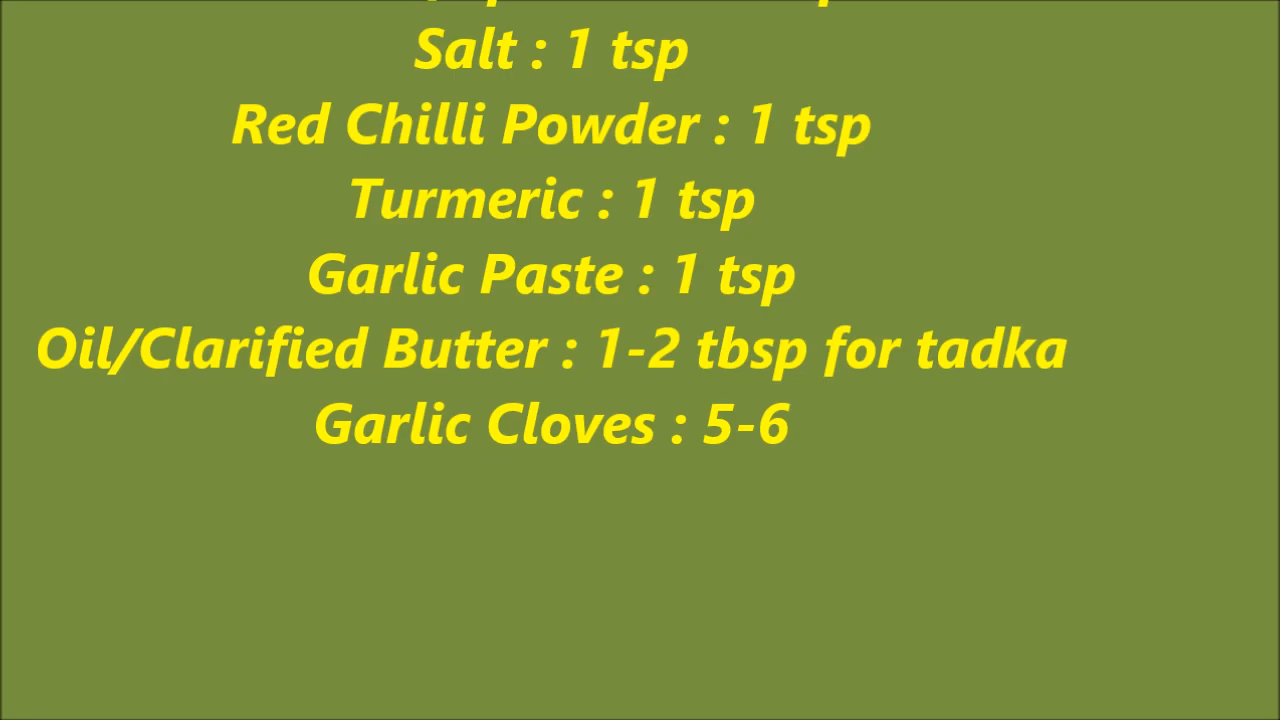 Salt : 1 tsp
Red Chilli Powder : 1 tsp
Turmeric : 1 tsp
Garlic Paste : 1 tsp
Oil/Clarified Butter : 1-2 tbsp for tadka
Garlic Cloves : 5-6